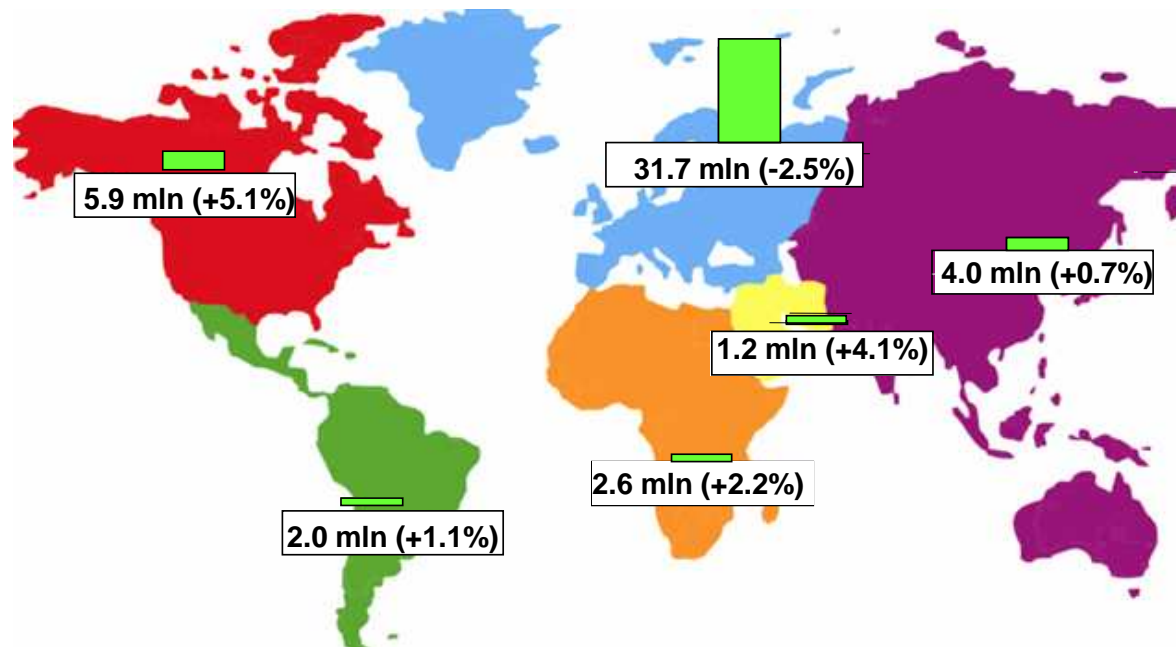 31.7 mln (-2.5%)
5.9 mln (+5.1%)
4.0 mln (+0.7%)
1.2 mln (+4.1%)
2.6 mln (+2.2%)
2.0 mln (+1.1%)